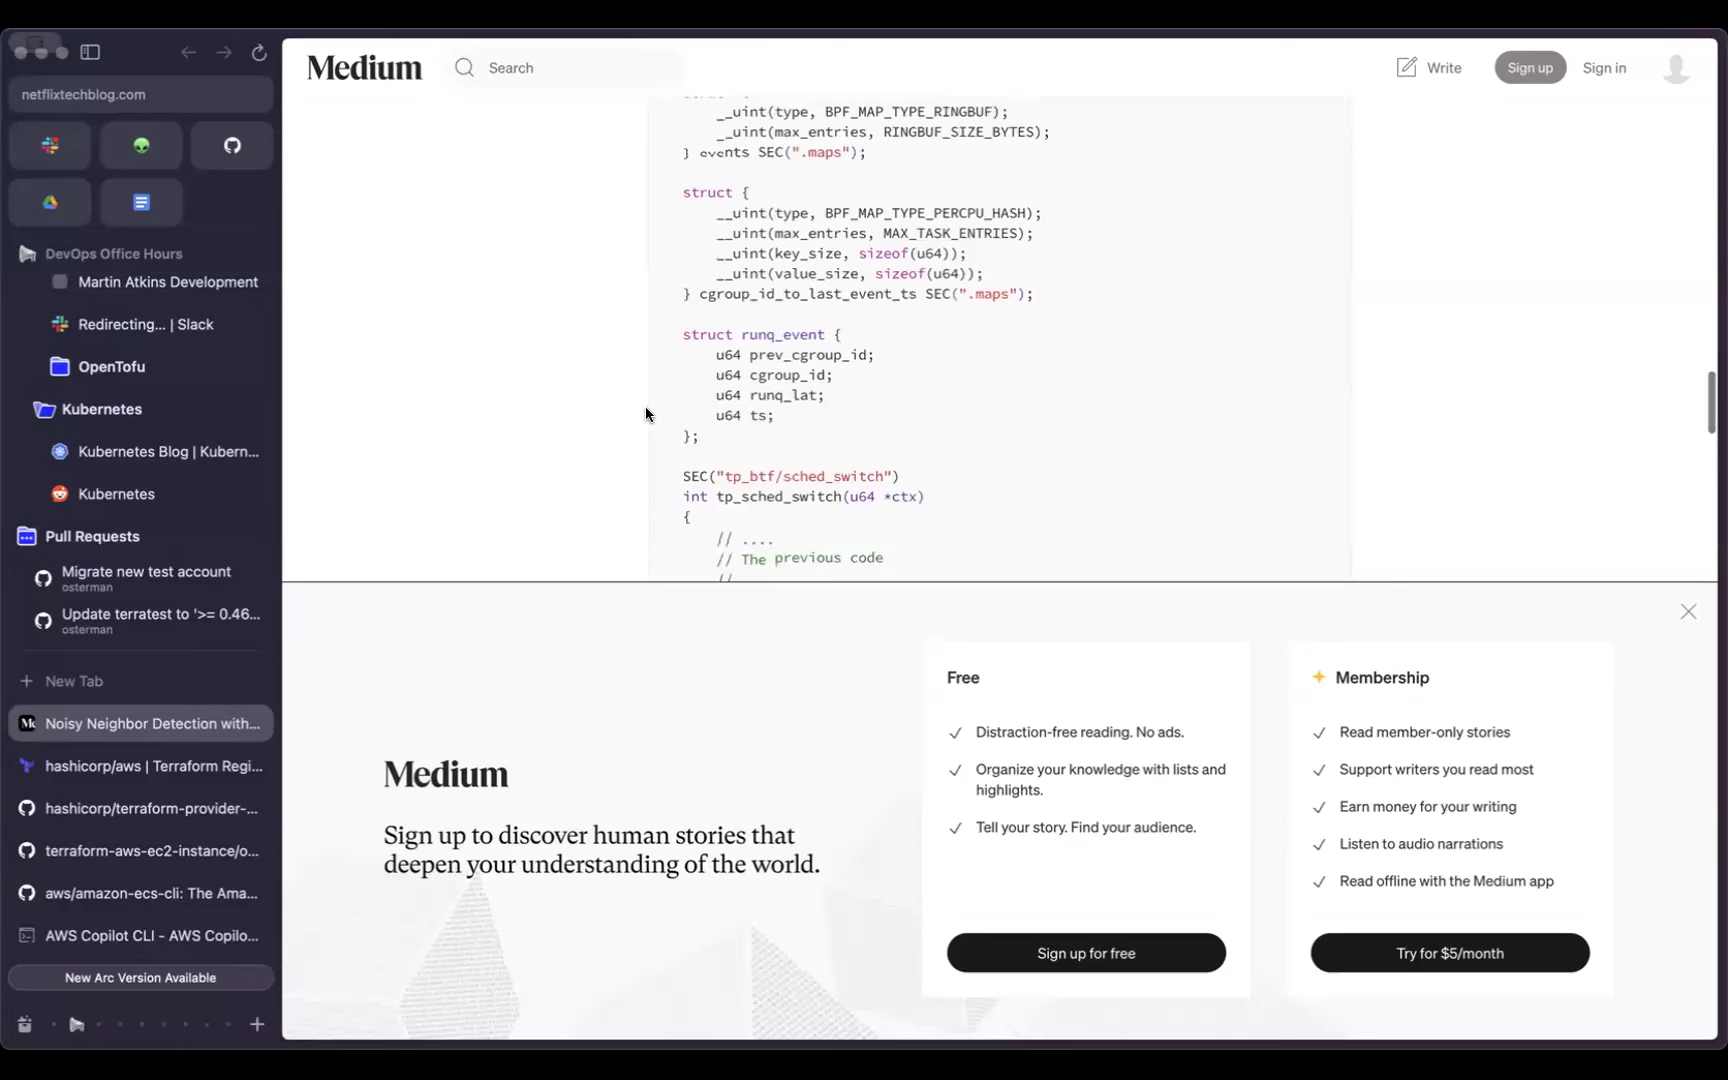 netflixtechblog.com
DevOps Office Hours
Martin Atkins Development
Redirecting... | Slack
OpenTofu
Kubernetes
Kubernetes Blog | Kubern...
Kubernetes
Pull Requests
Migrate new test account
osterman
Update terratest to '>= 0.46...
osterman
New Tab
Noisy Neighbor Detection with...
hashicorp/aws | Terraform Regi...
hashicorp/terraform-provider-...
terraform-aws-ec2-instance/o...
aws/amazon-ecs-cli: The Ama...
AWS Copilot CLI - AWS Copilo...
New Arc Version Available
Medium
Search
Write
Sign up
Sign in
__uint(type, BPF_MAP_TYPE_RINGBUF);
__uint(max_entries, RINGBUF_SIZE_BYTES);
} events SEC(".maps");
struct {
__uint(type, BPF_MAP_TYPE_PERCPU_HASH);
__uint(max_entries, MAX_TASK_ENTRIES);
__uint(key_size, sizeof(u64));
__uint(value_size, sizeof(u64));
} cgroup_id_to_last_event_ts SEC(".maps");
struct runq_event {
u64 prev_cgroup_id;
u64 cgroup_id;
u64 runq_lat;
u64 ts;
};
SEC("tp_btf/sched_switch")
int tp_sched_switch(u64 *ctx)
{
// ....
// The previous code
//
Medium
Sign up to discover human stories that
deepen your understanding of the world.
Free
Distraction-free reading. No ads.
Organize your knowledge with lists and
highlights.
Tell your story. Find your audience.
Sign up for free
Membership
Read member-only stories
Support writers you read most
Earn money for your writing
Listen to audio narrations
Read offline with the Medium app
Try for $5/month